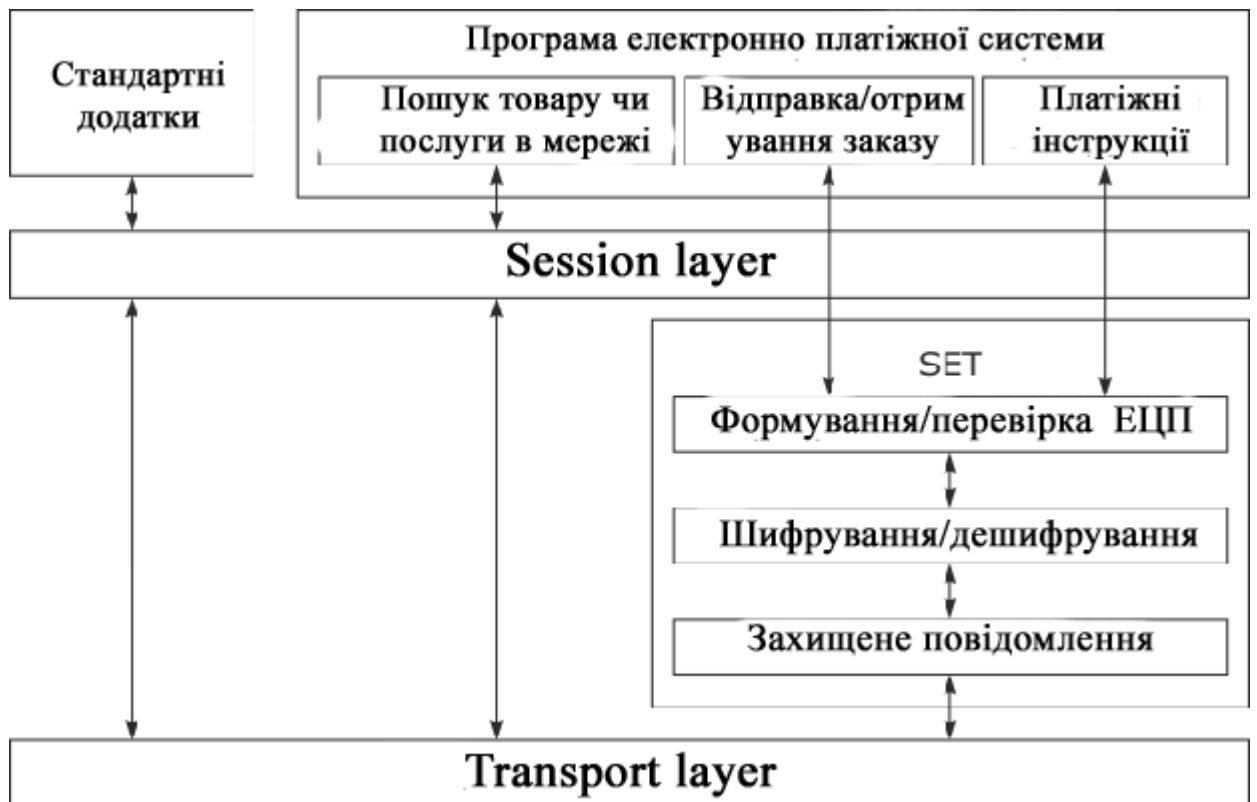 Стандартні
додатки
Програма електронно платіжної системи
Пошук товару чи
послуги в мережі
Відправка/отрим
ування заказу
Платіжні
інструкції
Session layer
SET
Формування/перевірка ЕЦП
Шифрування/дешифрування
Захищене повідомлення
Transport layer